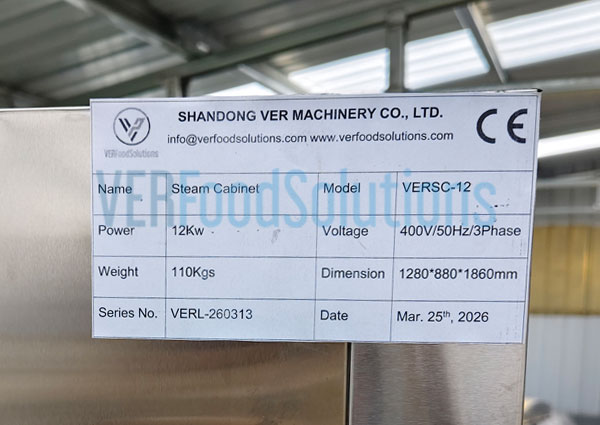 SHANDONG VER MACHINERY CO., LTD.
info@verfoodsolutions.com www.verfoodsolutions.com
VERFoodSolutions
CE
Name Steam Cabinet Model VERSC-12
VERFoodSolutions
Power 12Kw Voltage 400V/50Hz/3Phase
Weight 110Kgs Dimension 1280*880*1860mm
Series No. VERL-260313 Date Mar. 25th, 2026